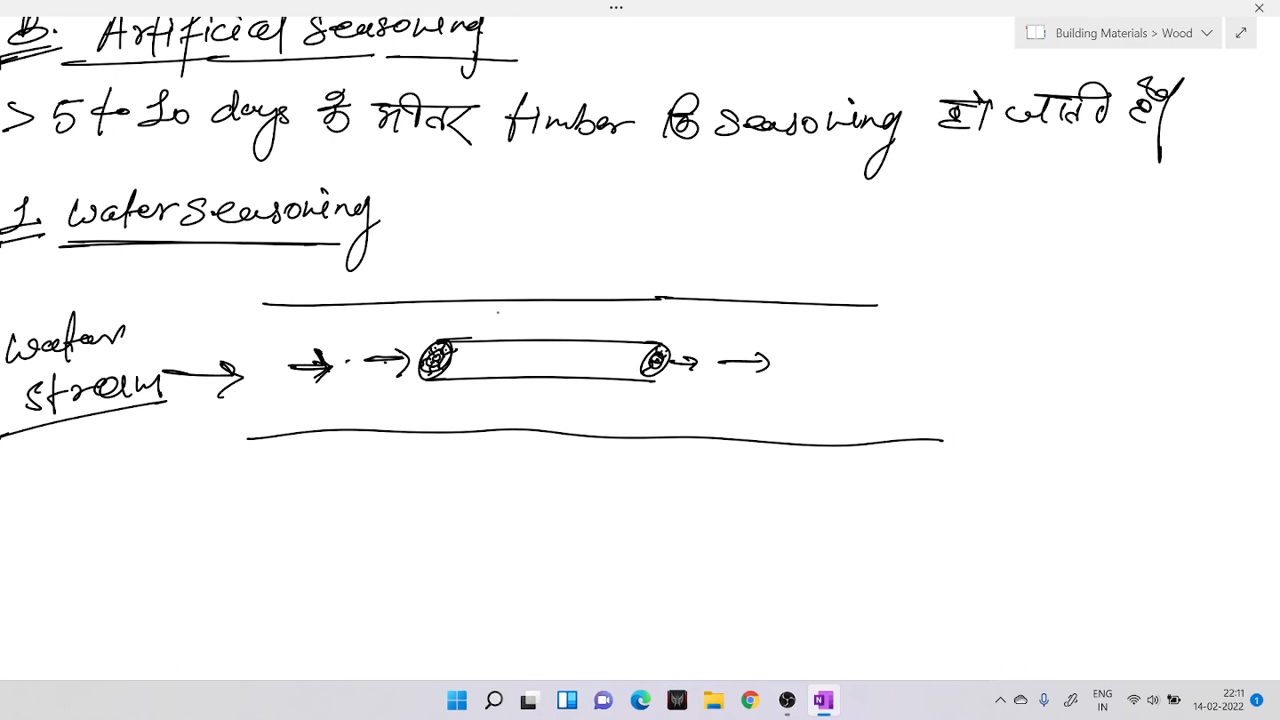 Building Materials > Wood
B. Artificial seasoning
> 5 to 10 days के भीतर timber कि seasoning हो जाती है।
1. Water seasoning
water
stream
ENG
IN
22:11
14-02-2022
1